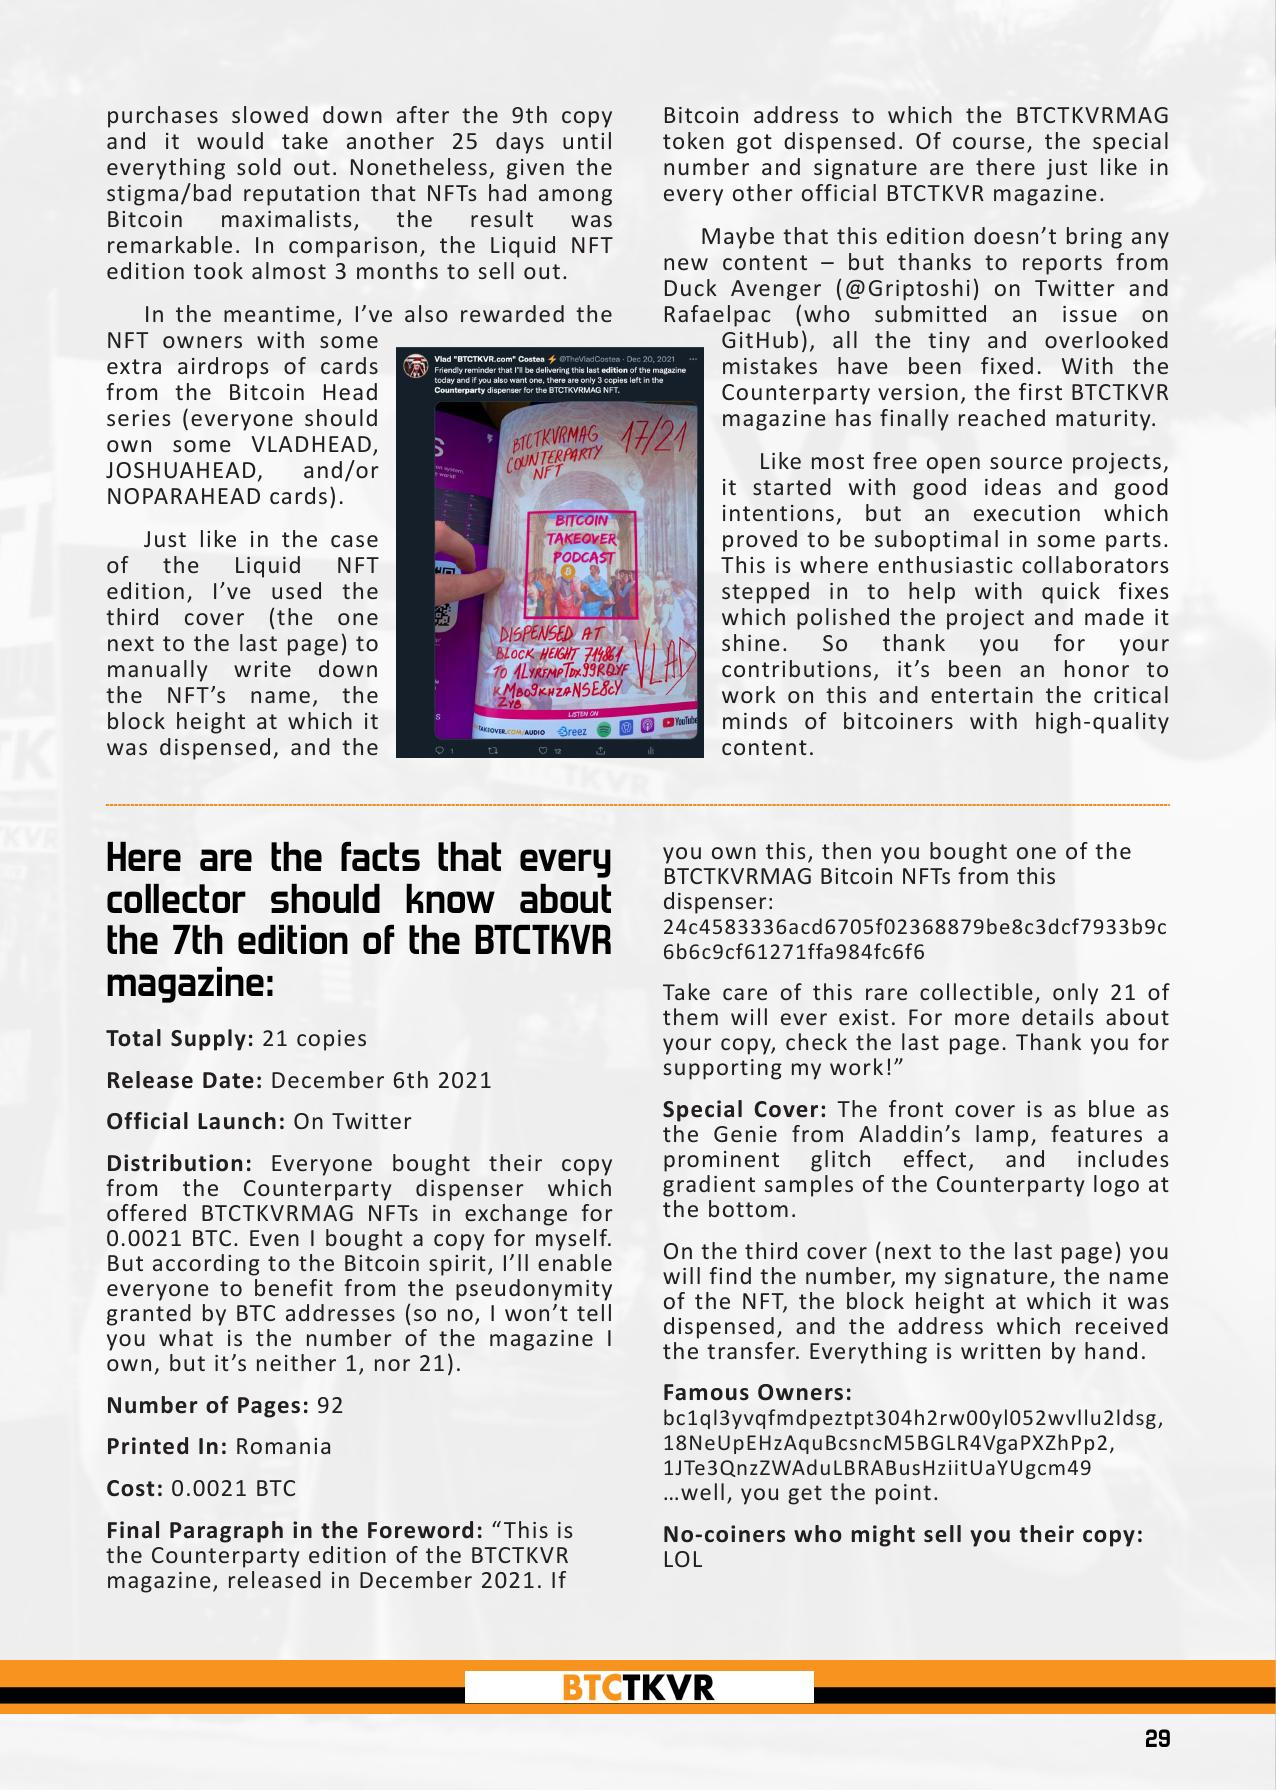 purchases slowed down after the 9th copy
and it would take another 25 days until
everything sold out. Nonetheless, given the
stigma/bad reputation that NFTs had among
Bitcoin maximalists, the result was
remarkable. In comparison, the Liquid NFT
edition took almost 3 months to sell out.
In the meantime, I’ve also rewarded the
NFT owners with some
extra airdrops of cards
from the Bitcoin Head
series (everyone should
own some VLADHEAD,
JOSHUAHEAD, and/or
NOPARAHEAD cards).
Just like in the case
of the Liquid NFT
edition, I’ve used the
third cover (the one
next to the last page) to
manually write down
the NFT’s name, the
block height at which it
was dispensed, and the
Vlad "BTCTKVR.com" Costea ⚡ @TheVladCostea · Dec 20, 2021
Friendly reminder that I'll be delivering this last edition of the magazine
today and if you also want one, there are only 3 copies left in the
Counterparty dispenser for the BTCTKVRMAG NFT.
BTCTKVRMAG 17/21
COUNTERPARTY
NFT
BITCOIN
TAKEOVER
PODCAST
DISPENSED AT
BLOCK HEIGHT
VLAD
LISTEN ON
TAKEOVER.COM/AUDIO Breez YouTube
1 12
Bitcoin address to which the BTCTKVRMAG
token got dispensed. Of course, the special
number and signature are there just like in
every other official BTCTKVR magazine.
Maybe that this edition doesn’t bring any
new content – but thanks to reports from
Duck Avenger (@Griptoshi) on Twitter and
Rafaelpac (who submitted an issue on
GitHub), all the tiny and overlooked
mistakes have been fixed. With the
Counterparty version, the first BTCTKVR
magazine has finally reached maturity.
Like most free open source projects,
it started with good ideas and good
intentions, but an execution which
proved to be suboptimal in some parts.
This is where enthusiastic collaborators
stepped in to help with quick fixes
which polished the project and made it
shine. So thank you for your
contributions, it’s been an honor to
work on this and entertain the critical
minds of bitcoiners with high-quality
content.
Here are the facts that every
collector should know about
the 7th edition of the BTCTKVR
magazine:
Total Supply: 21 copies
Release Date: December 6th 2021
Official Launch: On Twitter
Distribution: Everyone bought their copy
from the Counterparty dispenser which
offered BTCTKVRMAG NFTs in exchange for
0.0021 BTC. Even I bought a copy for myself.
But according to the Bitcoin spirit, I’ll enable
everyone to benefit from the pseudonymity
granted by BTC addresses (so no, I won’t tell
you what is the number of the magazine I
own, but it’s neither 1, nor 21).
Number of Pages: 92
Printed In: Romania
Cost: 0.0021 BTC
Final Paragraph in the Foreword: “This is
the Counterparty edition of the BTCTKVR
magazine, released in December 2021. If
you own this, then you bought one of the
BTCTKVRMAG Bitcoin NFTs from this
dispenser:
24c4583336acd6705f02368879be8c3dcf7933b9c
6b6c9cf61271ffa984fc6f6
Take care of this rare collectible, only 21 of
them will ever exist. For more details about
your copy, check the last page. Thank you for
supporting my work!”
Special Cover: The front cover is as blue as
the Genie from Aladdin’s lamp, features a
prominent glitch effect, and includes
gradient samples of the Counterparty logo at
the bottom.
On the third cover (next to the last page) you
will find the number, my signature, the name
of the NFT, the block height at which it was
dispensed, and the address which received
the transfer. Everything is written by hand.
Famous Owners:
bc1ql3yvqfmdpeztpt304h2rw00yl052wvllu2ldsg,
18NeUpEHzAquBcsncM5BGLR4VgaPXZhPp2,
1JTe3QnzZWAduLBRABusHziitUaYUgcm49
…well, you get the point.
No-coiners who might sell you their copy:
LOL
BTCTKVR
29